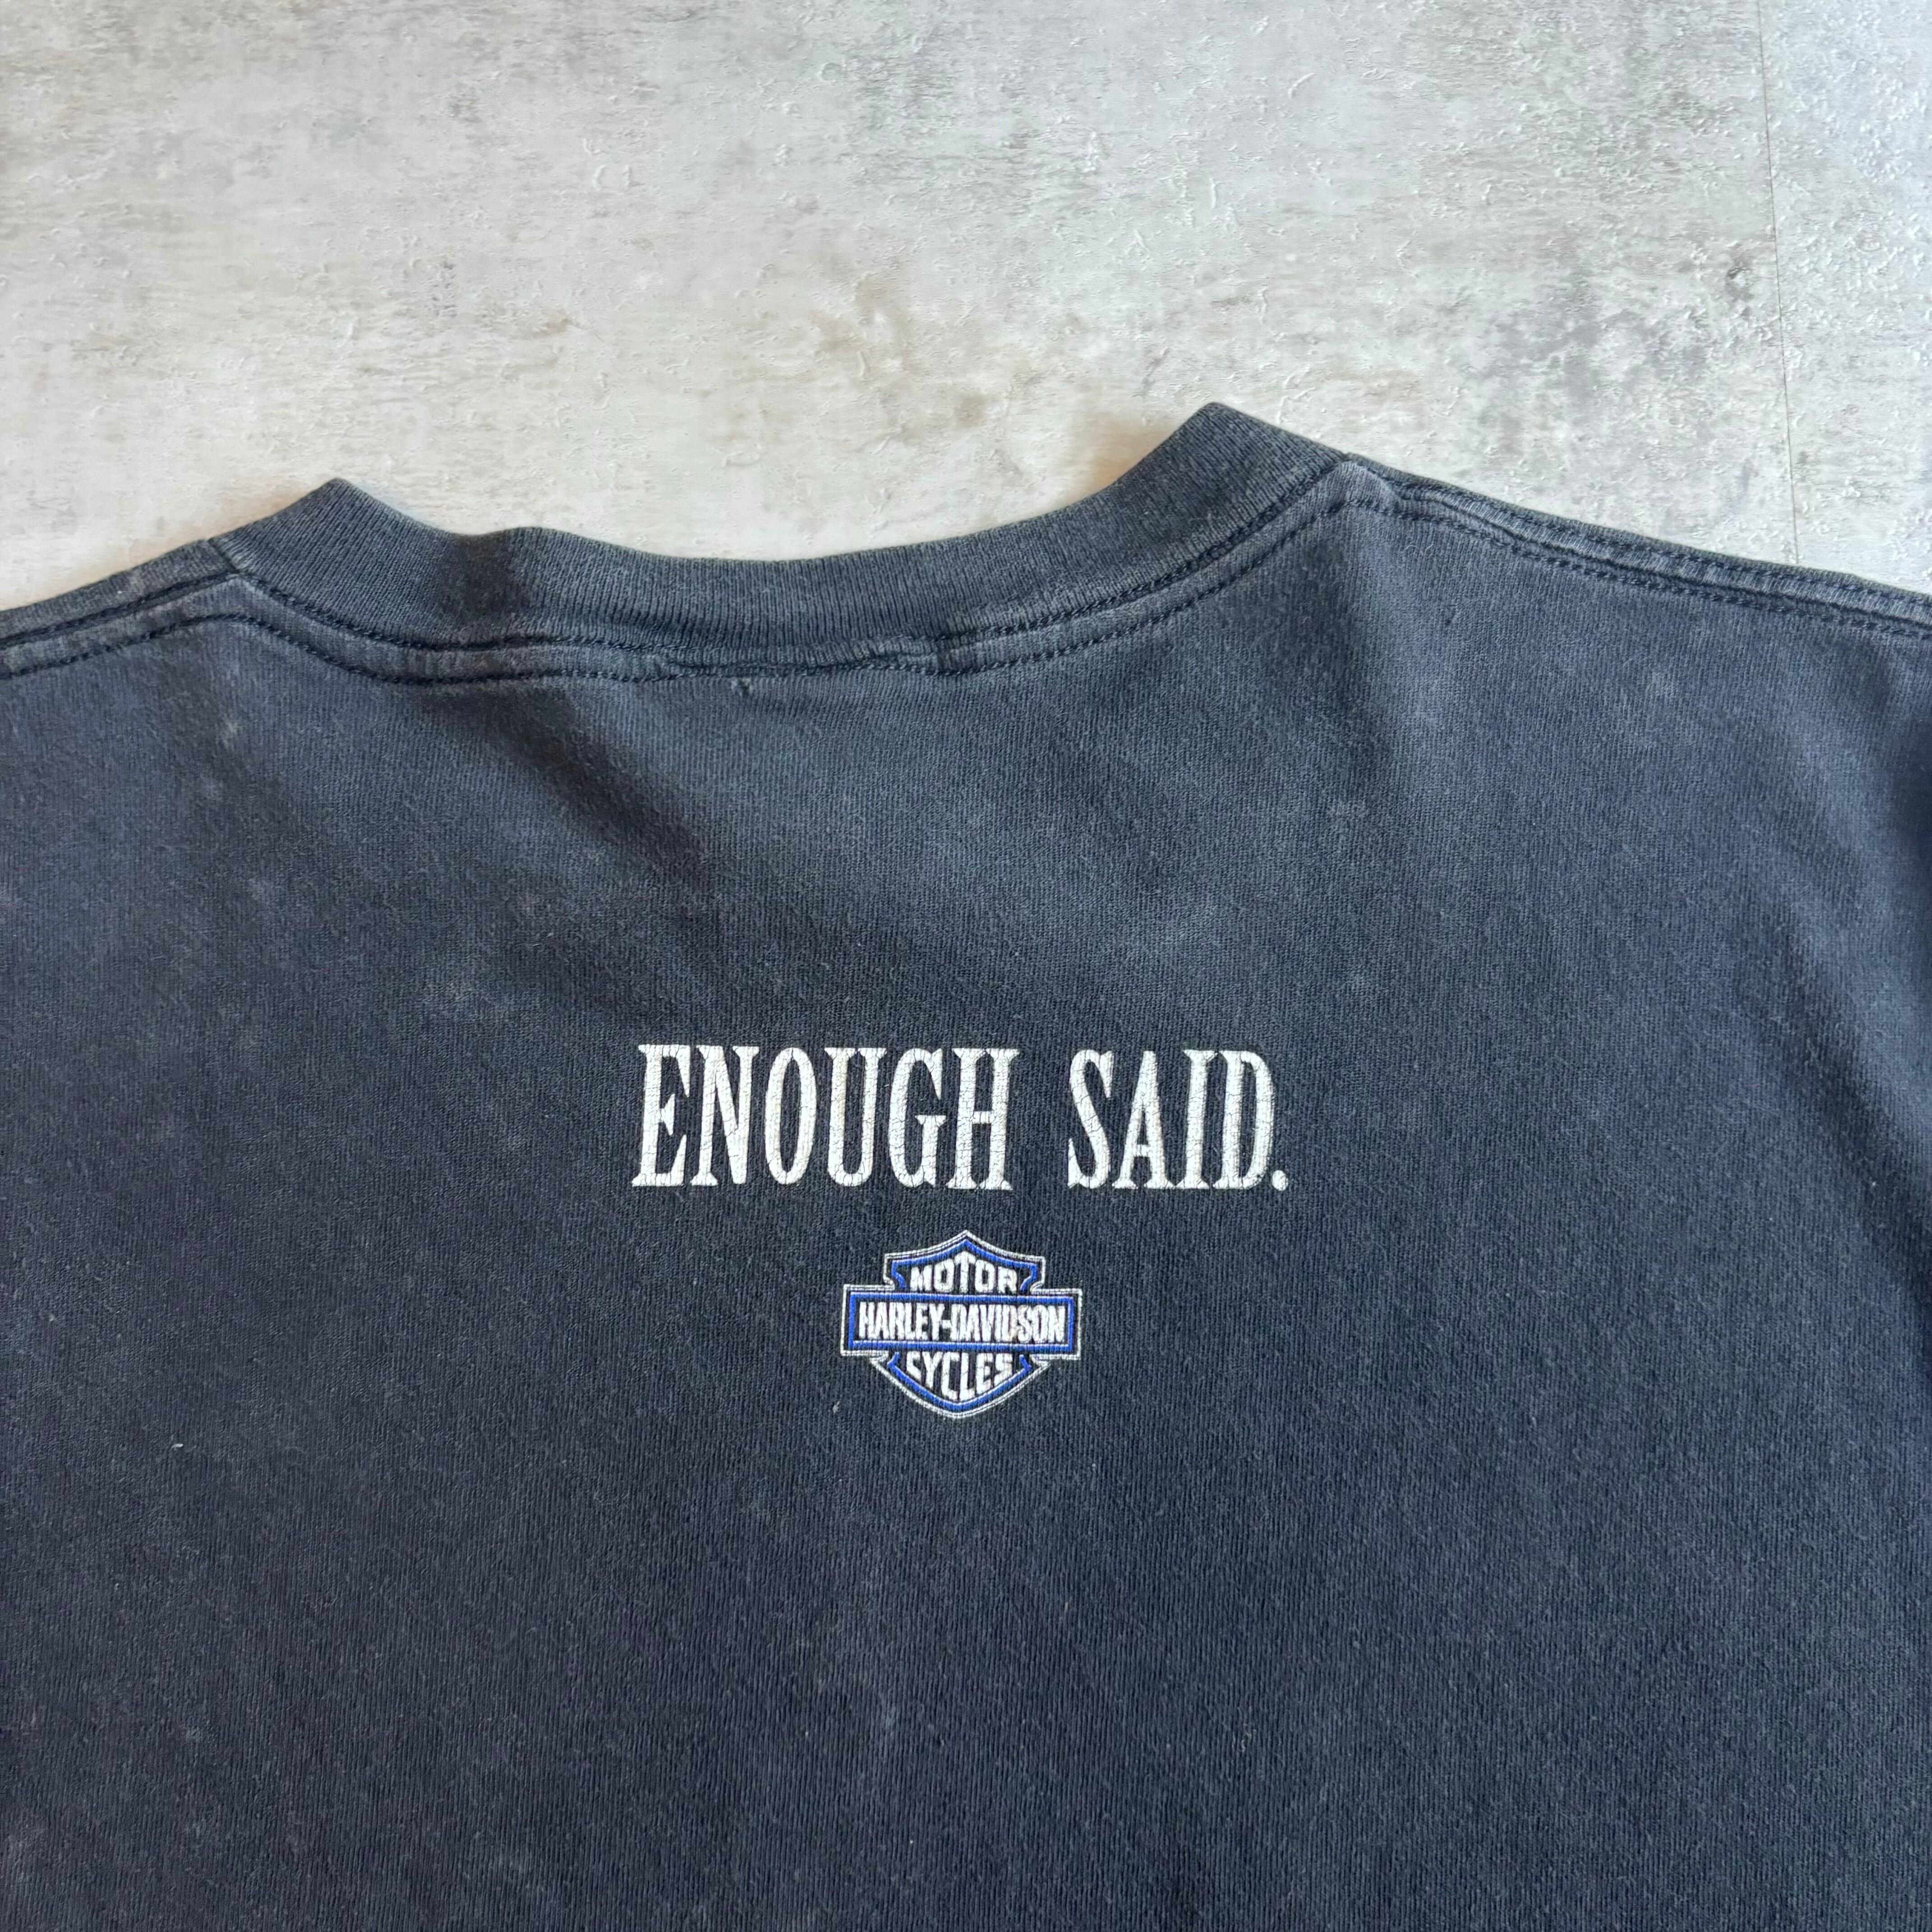 ENOUGH SAID.
MOTOR
HARLEY-DAVIDSON
CYCLES